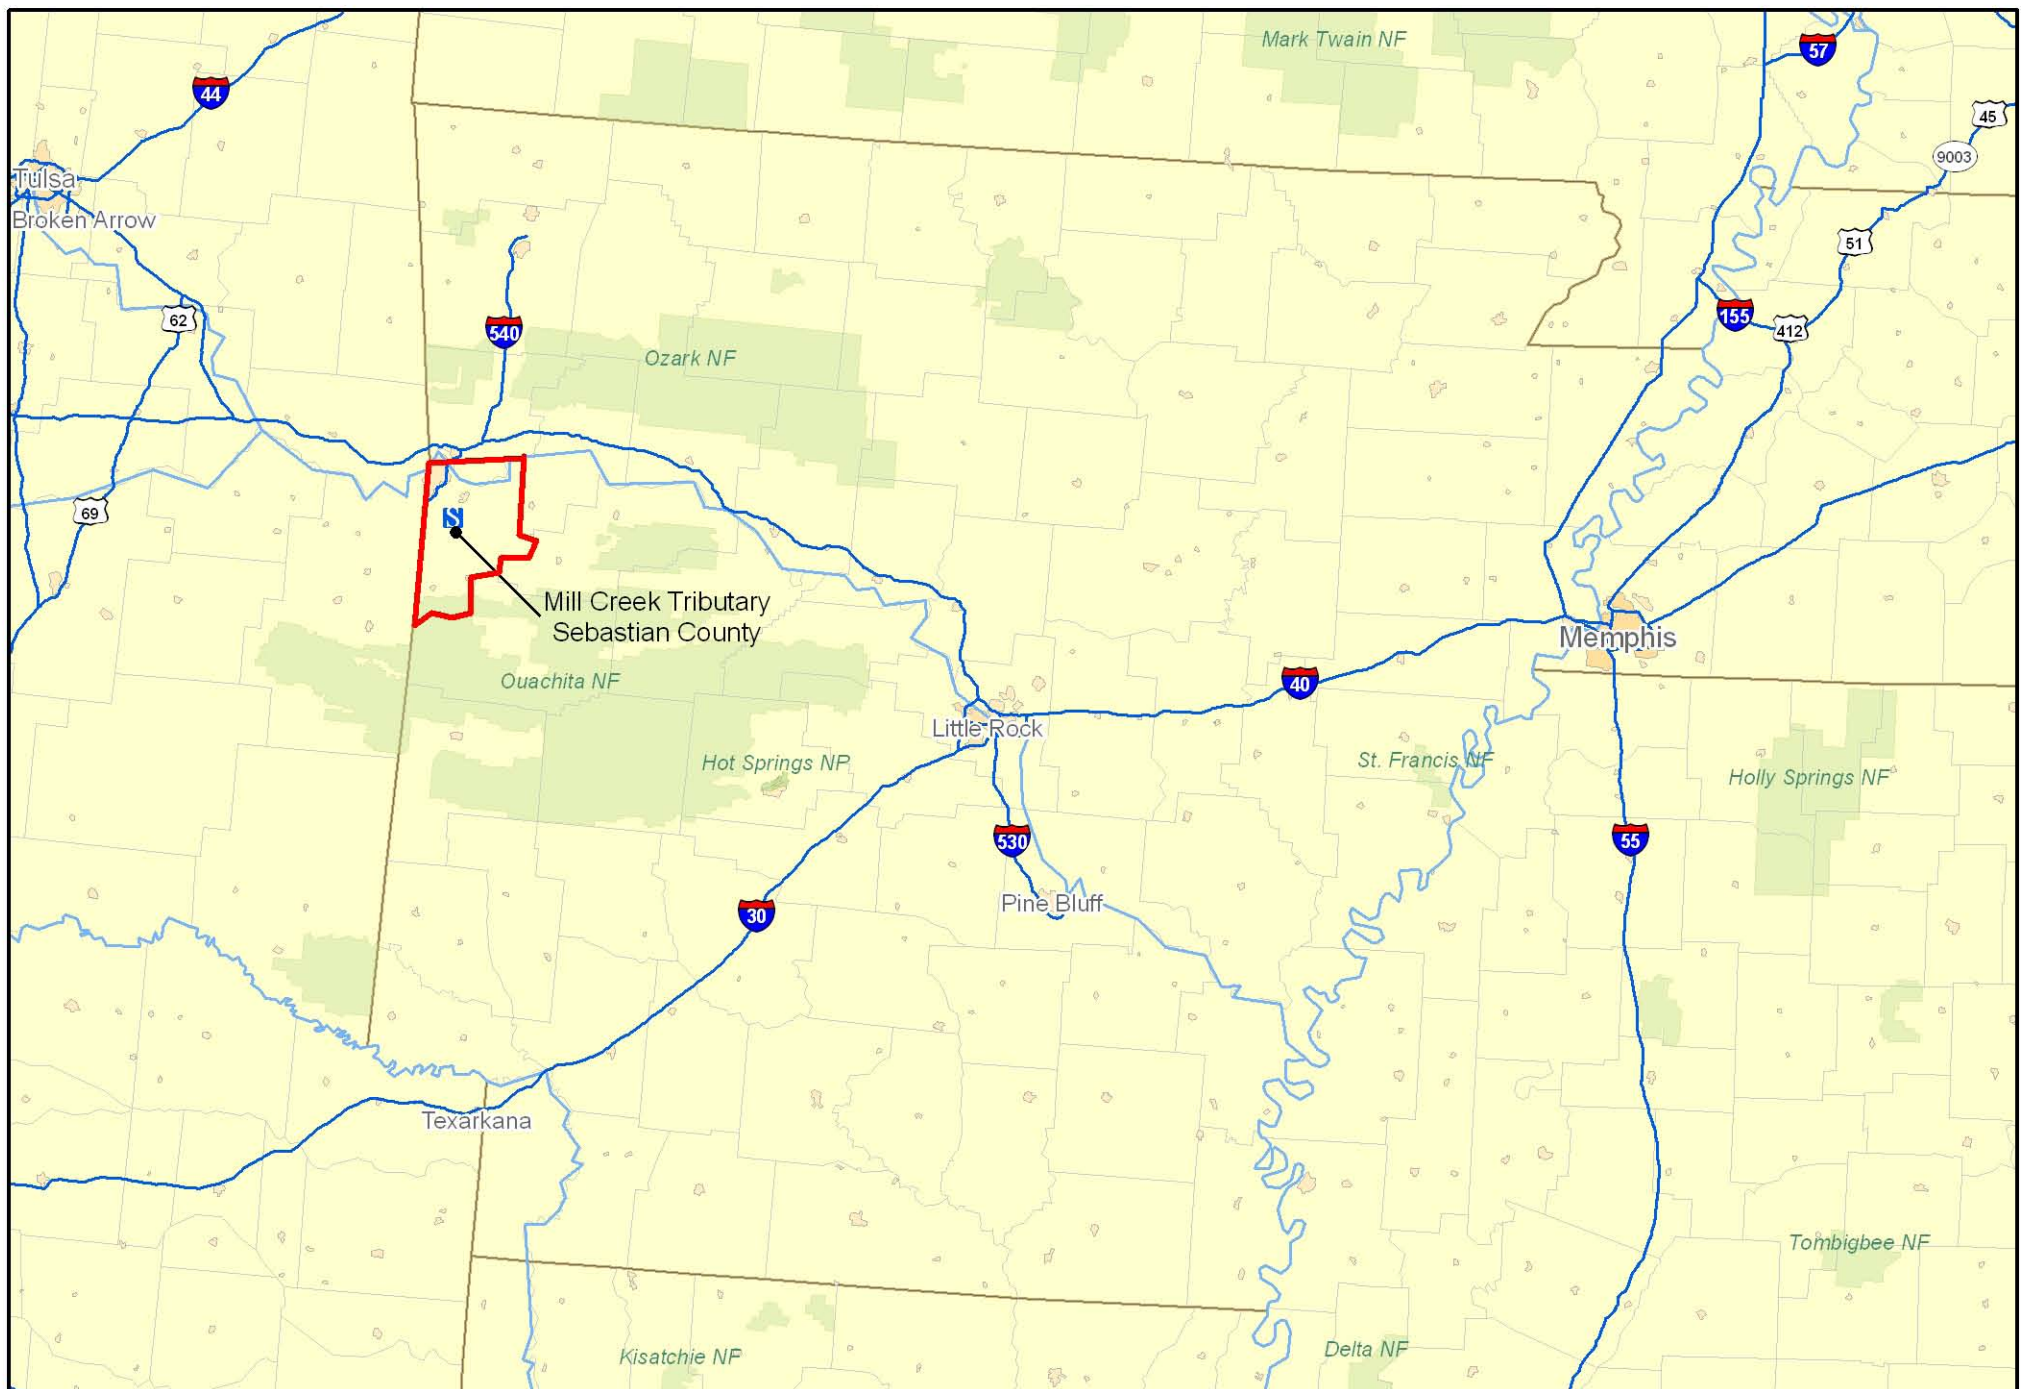 Mark Twain NF
57
44
45
9003
Tulsa
Broken Arrow
51
62
540
155
412
Ozark NF
69
S
Mill Creek Tributary
Sebastian County
Memphis
Ouachita NF
40
Little Rock
Hot Springs NP
St. Francis NF
Holly Springs NF
530
55
Pine Bluff
30
Texarkana
Tombigbee NF
Kisatchie NF
Delta NF